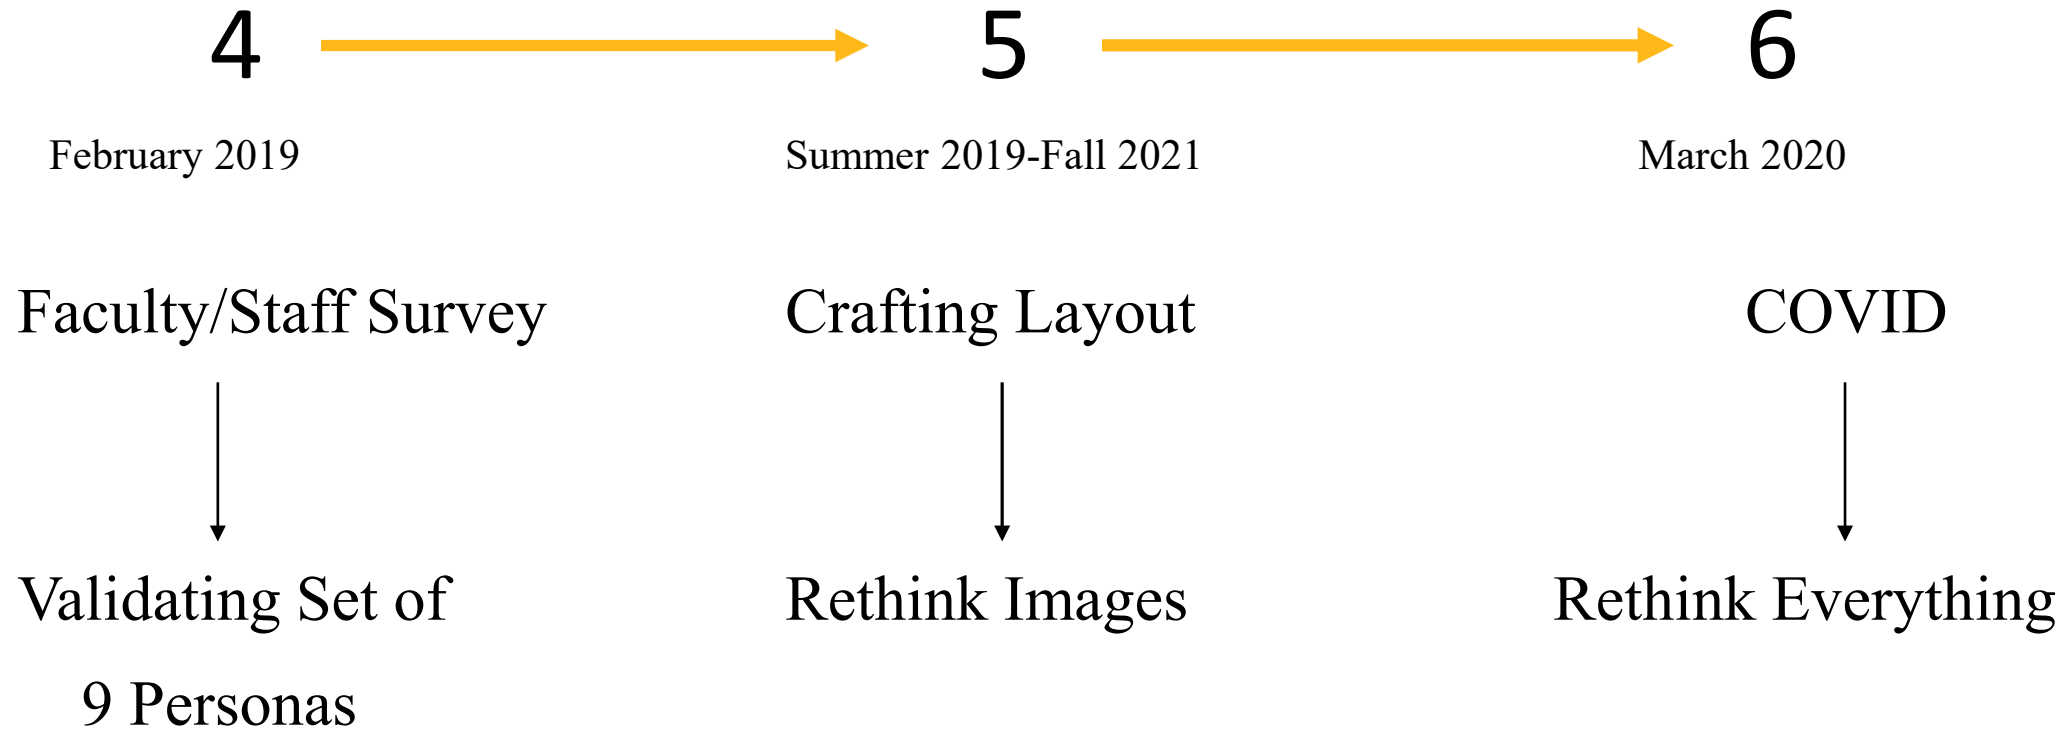 4 5 6
February 2019 Summer 2019-Fall 2021 March 2020
Faculty/Staff Survey Crafting Layout COVID
Validating Set of Rethink Images Rethink Everything
9 Personas